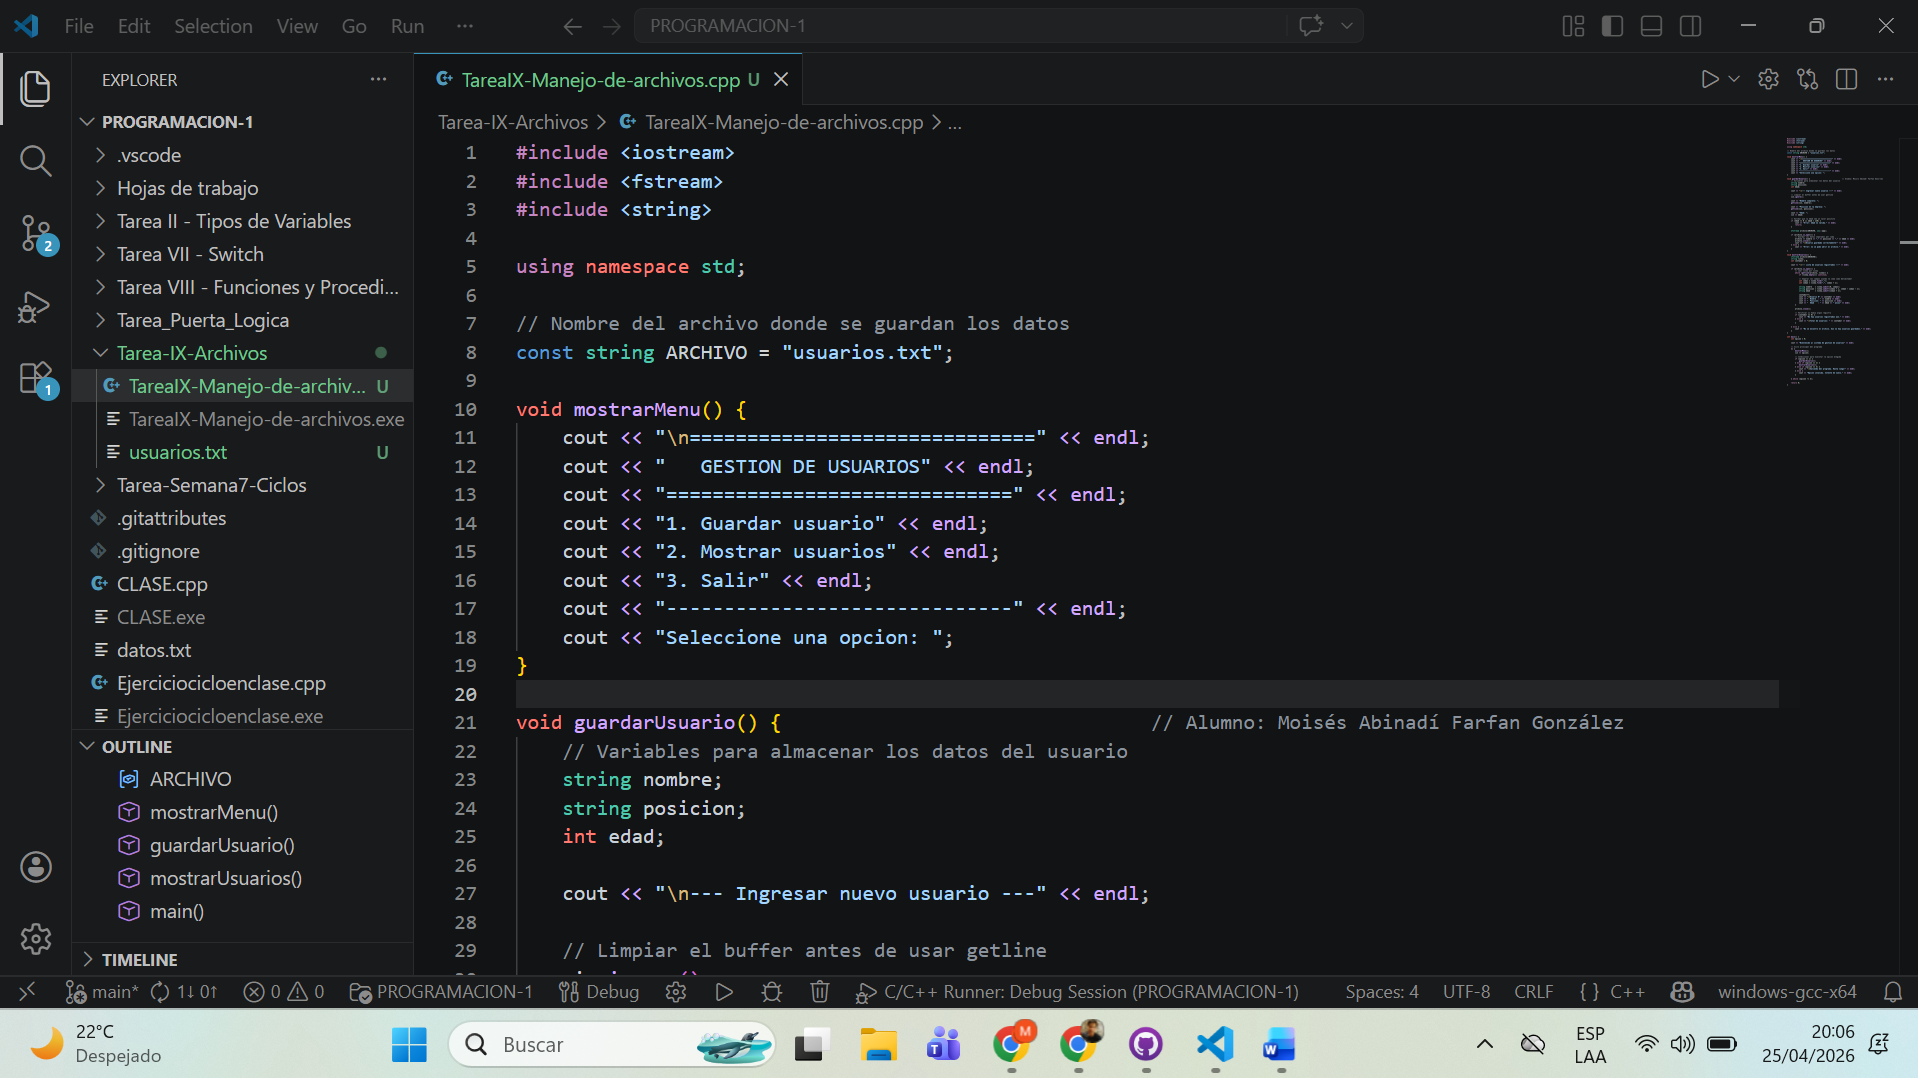 File Edit Selection View Go Run ···
PROGRAMACION-1
EXPLORER
PROGRAMACION-1
.vscode
Hojas de trabajo
Tarea II - Tipos de Variables
Tarea VII - Switch
Tarea VIII - Funciones y Procedi...
Tarea_Puerta_Logica
Tarea-IX-Archivos
TareaIX-Manejo-de-archiv... U
TareaIX-Manejo-de-archivos.exe
usuarios.txt U
Tarea-Semana7-Ciclos
.gitattributes
.gitignore
CLASE.cpp
CLASE.exe
datos.txt
Ejerciciocicloenclase.cpp
Ejerciciocicloenclase.exe
OUTLINE
ARCHIVO
mostrarMenu()
guardarUsuario()
mostrarUsuarios()
main()
TIMELINE
2
1
TareaIX-Manejo-de-archivos.cpp U
Tarea-IX-Archivos > TareaIX-Manejo-de-archivos.cpp > ...
1 #include <iostream>
2 #include <fstream>
3 #include <string>
4
5 using namespace std;
6
7 // Nombre del archivo donde se guardan los datos
8 const string ARCHIVO = "usuarios.txt";
9
10 void mostrarMenu() {
11 cout << "\n==============================" << endl;
12 cout << "   GESTION DE USUARIOS" << endl;
13 cout << "==============================" << endl;
14 cout << "1. Guardar usuario" << endl;
15 cout << "2. Mostrar usuarios" << endl;
16 cout << "3. Salir" << endl;
17 cout << "------------------------------" << endl;
18 cout << "Seleccione una opcion: ";
19 }
20
21 void guardarUsuario() { // Alumno: Moisés Abinadí Farfan González
22 // Variables para almacenar los datos del usuario
23 string nombre;
24 string posicion;
25 int edad;
26
27 cout << "\n--- Ingresar nuevo usuario ---" << endl;
28
29 // Limpiar el buffer antes de usar getline
main* 1↓ 0↑ 0 0 PROGRAMACION-1 Debug C/C++ Runner: Debug Session (PROGRAMACION-1) Spaces: 4 UTF-8 CRLF { } C++ windows-gcc-x64
22°C
Despejado
Buscar
M
T
W
ESP
LAA
20:06
25/04/2026